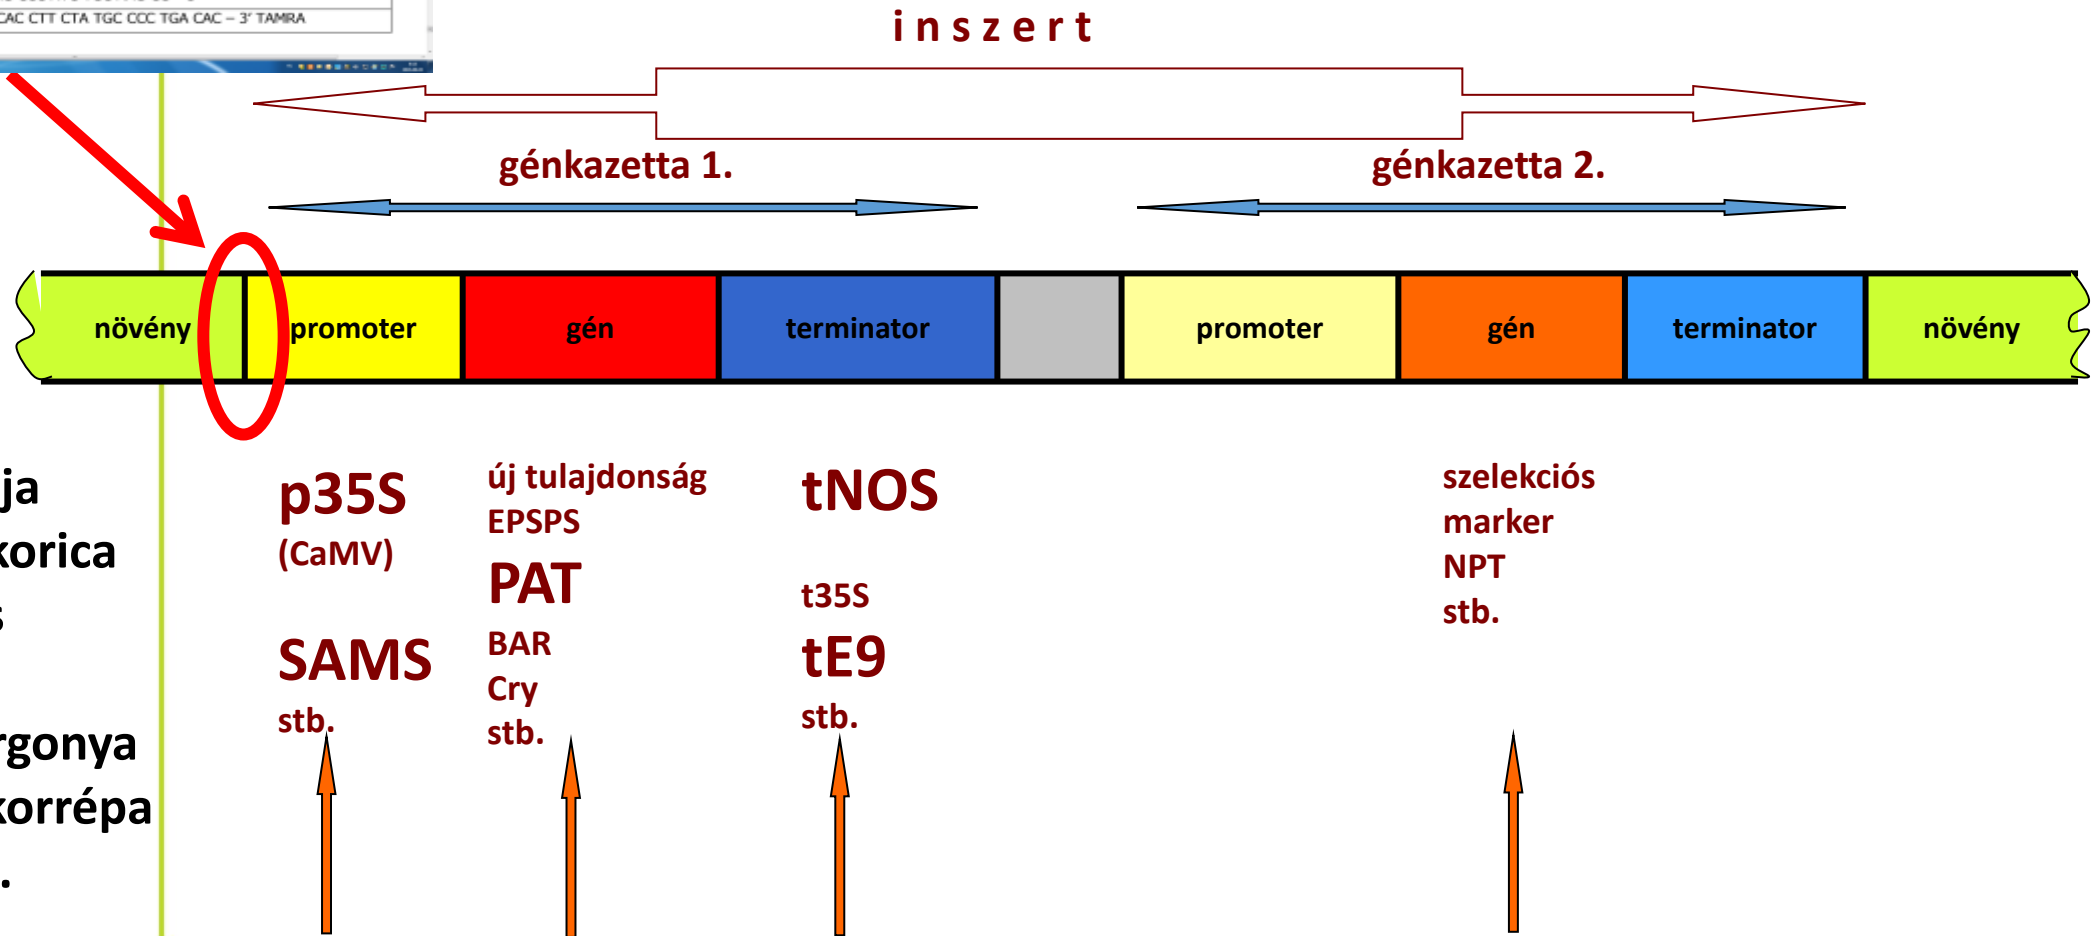 CAC CTT CTA TGC CCC TGA CAC – 3' TAMRA
inszert
génkazetta 1.
génkazetta 2.
növény
promoter
gén
terminator
promoter
gén
terminator
növény
ja
korica
s
rgonya
korrépa
.
p35S
(CaMV)
SAMS
stb.
új tulajdonság
EPSPS
PAT
BAR
Cry
stb.
tNOS
t35S
tE9
stb.
szelekciós
marker
NPT
stb.